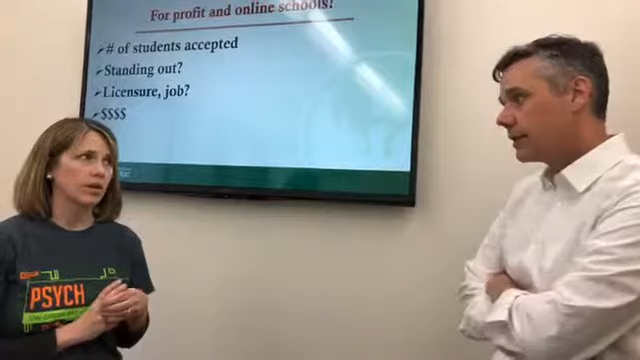 For profit and online schools!
➢# of students accepted
➢Standing out?
➢Licensure, job?
➢$$$$
PSYCH